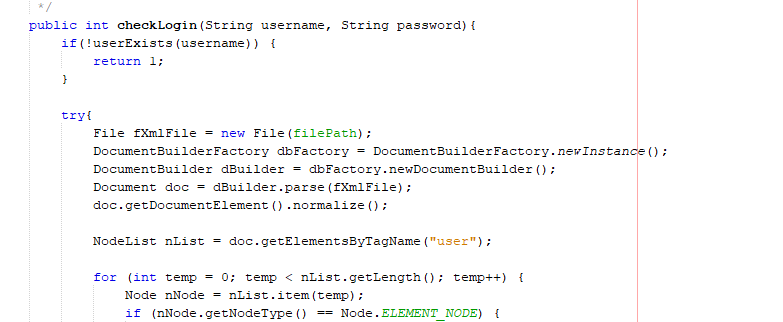 */
public int checkLogin(String username, String password){
if(!userExists(username)) {
return 1;
}
try{
File fXmlFile = new File(filePath);
DocumentBuilderFactory dbFactory = DocumentBuilderFactory.newInstance();
DocumentBuilder dBuilder = dbFactory.newDocumentBuilder();
Document doc = dBuilder.parse(fXmlFile);
doc.getDocumentElement().normalize();
NodeList nList = doc.getElementsByTagName("user");
for (int temp = 0; temp < nList.getLength(); temp++) {
Node nNode = nList.item(temp);
if (nNode.getNodeType() == Node.ELEMENT_NODE) {